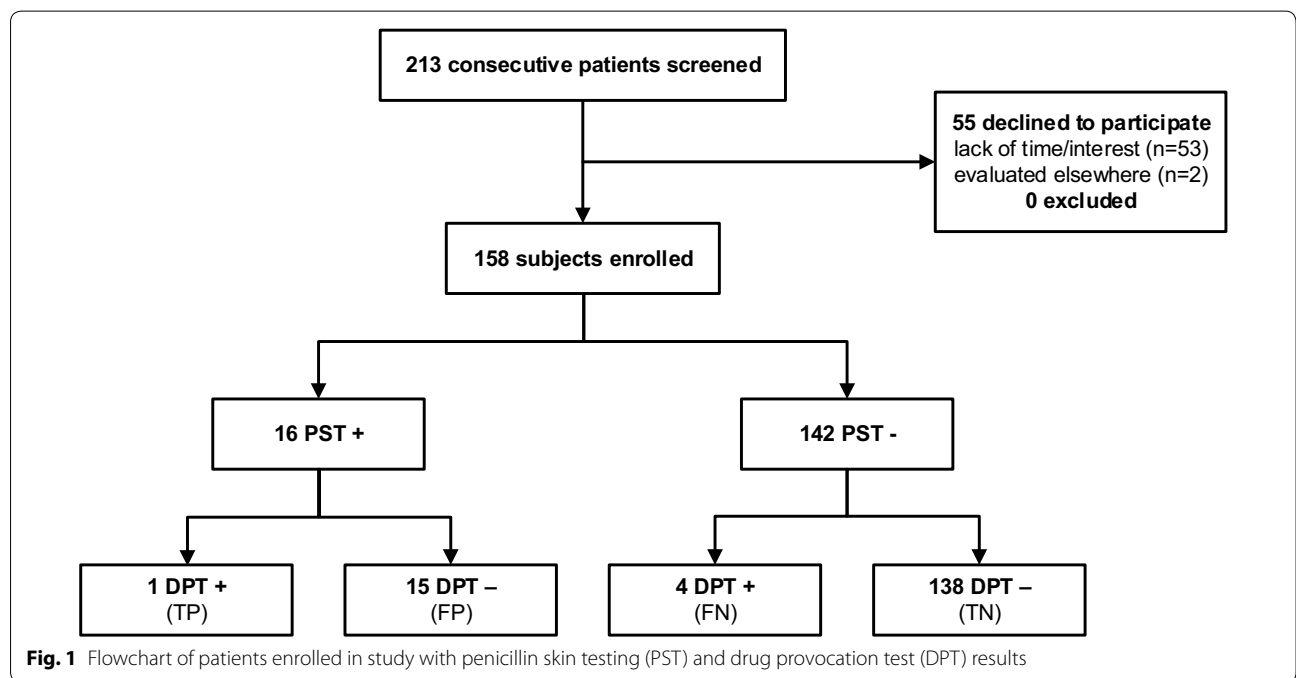 213 consecutive patients screened
55 declined to participate
lack of time/interest (n=53)
evaluated elsewhere (n=2)
0 excluded
158 subjects enrolled
16 PST +
142 PST -
1 DPT +
(TP)
15 DPT –
(FP)
4 DPT +
(FN)
138 DPT –
(TN)
Fig. 1 Flowchart of patients enrolled in study with penicillin skin testing (PST) and drug provocation test (DPT) results